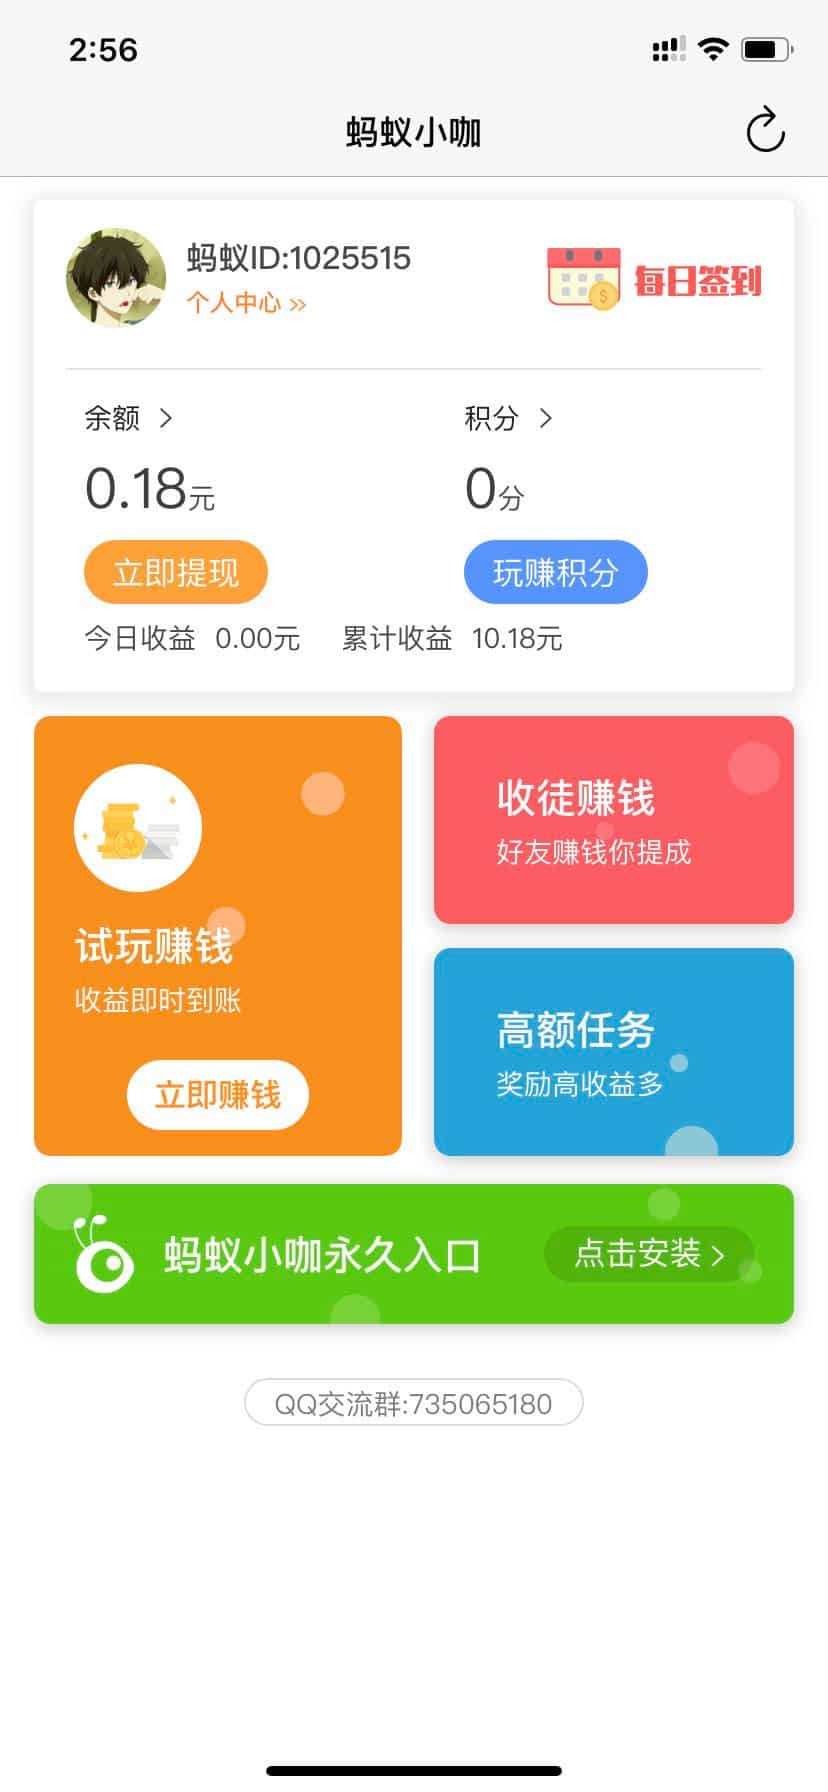 2:56
蚂蚁小咖
蚂蚁ID:1025515
个人中心 >>
每日签到
余额 >
积分 >
0.18元
0分
立即提现
玩赚积分
今日收益 0.00元 累计收益 10.18元
收徒赚钱
好友赚钱你提成
试玩赚钱
收益即时到账
立即赚钱
高额任务
奖励高收益多
蚂蚁小咖永久入口
点击安装 >
QQ交流群:735065180